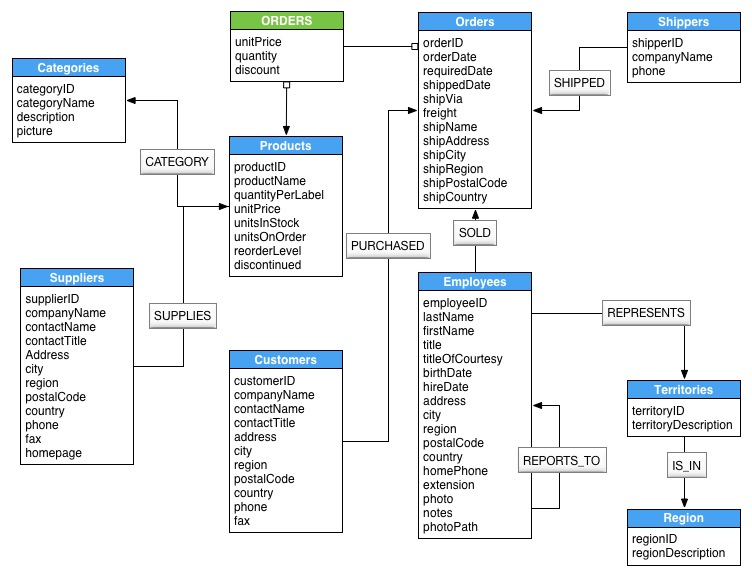 ORDERS
unitPrice
quantity
discount
Orders
orderID
orderDate
requiredDate
shippedDate
shipVia
freight
shipName
shipAddress
shipCity
shipRegion
shipPostalCode
shipCountry
Shippers
shipperID
companyName
phone
SHIPPED
Categories
categoryID
categoryName
description
picture
CATEGORY
Products
productID
productName
quantityPerLabel
unitPrice
unitsInStock
unitsOnOrder
reorderLevel
discontinued
PURCHASED
SOLD
Suppliers
supplierID
companyName
contactName
contactTitle
Address
city
region
postalCode
country
phone
fax
homepage
SUPPLIES
Customers
customerID
companyName
contactName
contactTitle
address
city
region
postalCode
country
phone
fax
Employees
employeeID
lastName
firstName
title
titleOfCourtesy
birthDate
hireDate
address
city
region
postalCode
country
homePhone
extension
photo
notes
photoPath
REPORTS_TO
REPRESENTS
Territories
territoryID
territoryDescription
IS_IN
Region
regionID
regionDescription